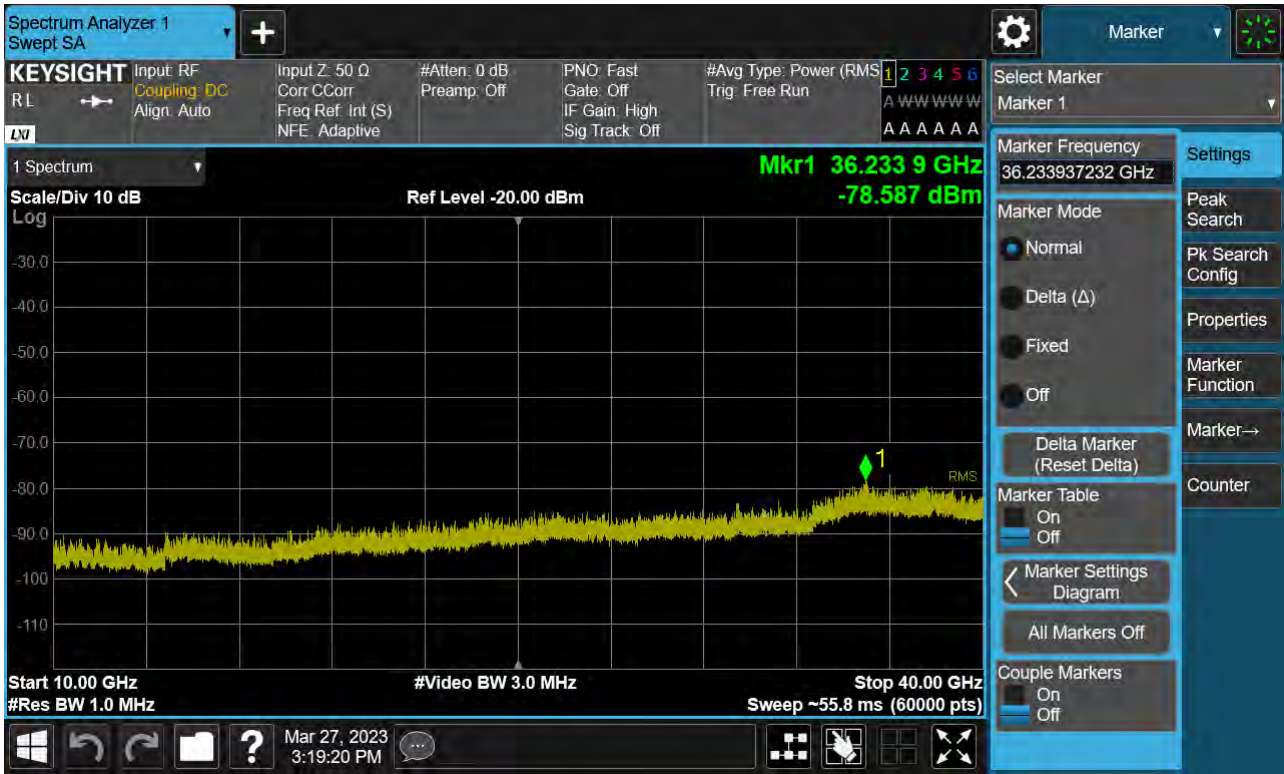 Spectrum Analyzer 1
Swept SA
+
Marker
KEYSIGHT
RL
LXI
Input: RF
Coupling: DC
Align: Auto
Input Z: 50 Ω
Corr CCorr
Freq Ref: Int (S)
NFE: Adaptive
#Atten: 0 dB
Preamp: Off
PNO: Fast
Gate: Off
IF Gain: High
Sig Track: Off
#Avg Type: Power (RMS
Trig: Free Run
1 2 3 4 5 6
A W W W W W
A A A A A A
Select Marker
Marker 1
1 Spectrum
Scale/Div 10 dB
Ref Level -20.00 dBm
Mkr1 36.233 9 GHz
-78.587 dBm
Log
-30.0
-40.0
-50.0
-60.0
-70.0
-80.0
-90.0
-100
-110
1
RMS
Start 10.00 GHz
#Video BW 3.0 MHz
Stop 40.00 GHz
#Res BW 1.0 MHz
Sweep ~55.8 ms (60000 pts)
Marker Frequency
36.233937232 GHz
Marker Mode
Normal
Delta (Δ)
Fixed
Off
Delta Marker
(Reset Delta)
Marker Table
On
Off
Marker Settings
Diagram
All Markers Off
Couple Markers
On
Off
Settings
Peak
Search
Pk Search
Config
Properties
Marker
Function
Marker→
Counter
?
Mar 27, 2023
3:19:20 PM